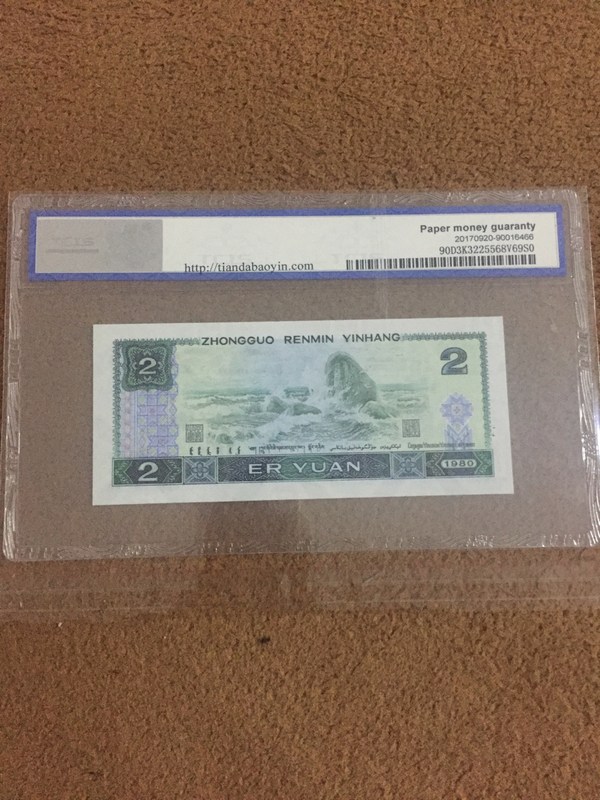 Paper money guaranty
20170920-90016466
90D3K3225568V69S0
http://tiandabaoyin.com
ZHONGGUO RENMIN YINHANG
2
2
2
ER YUAN
1980